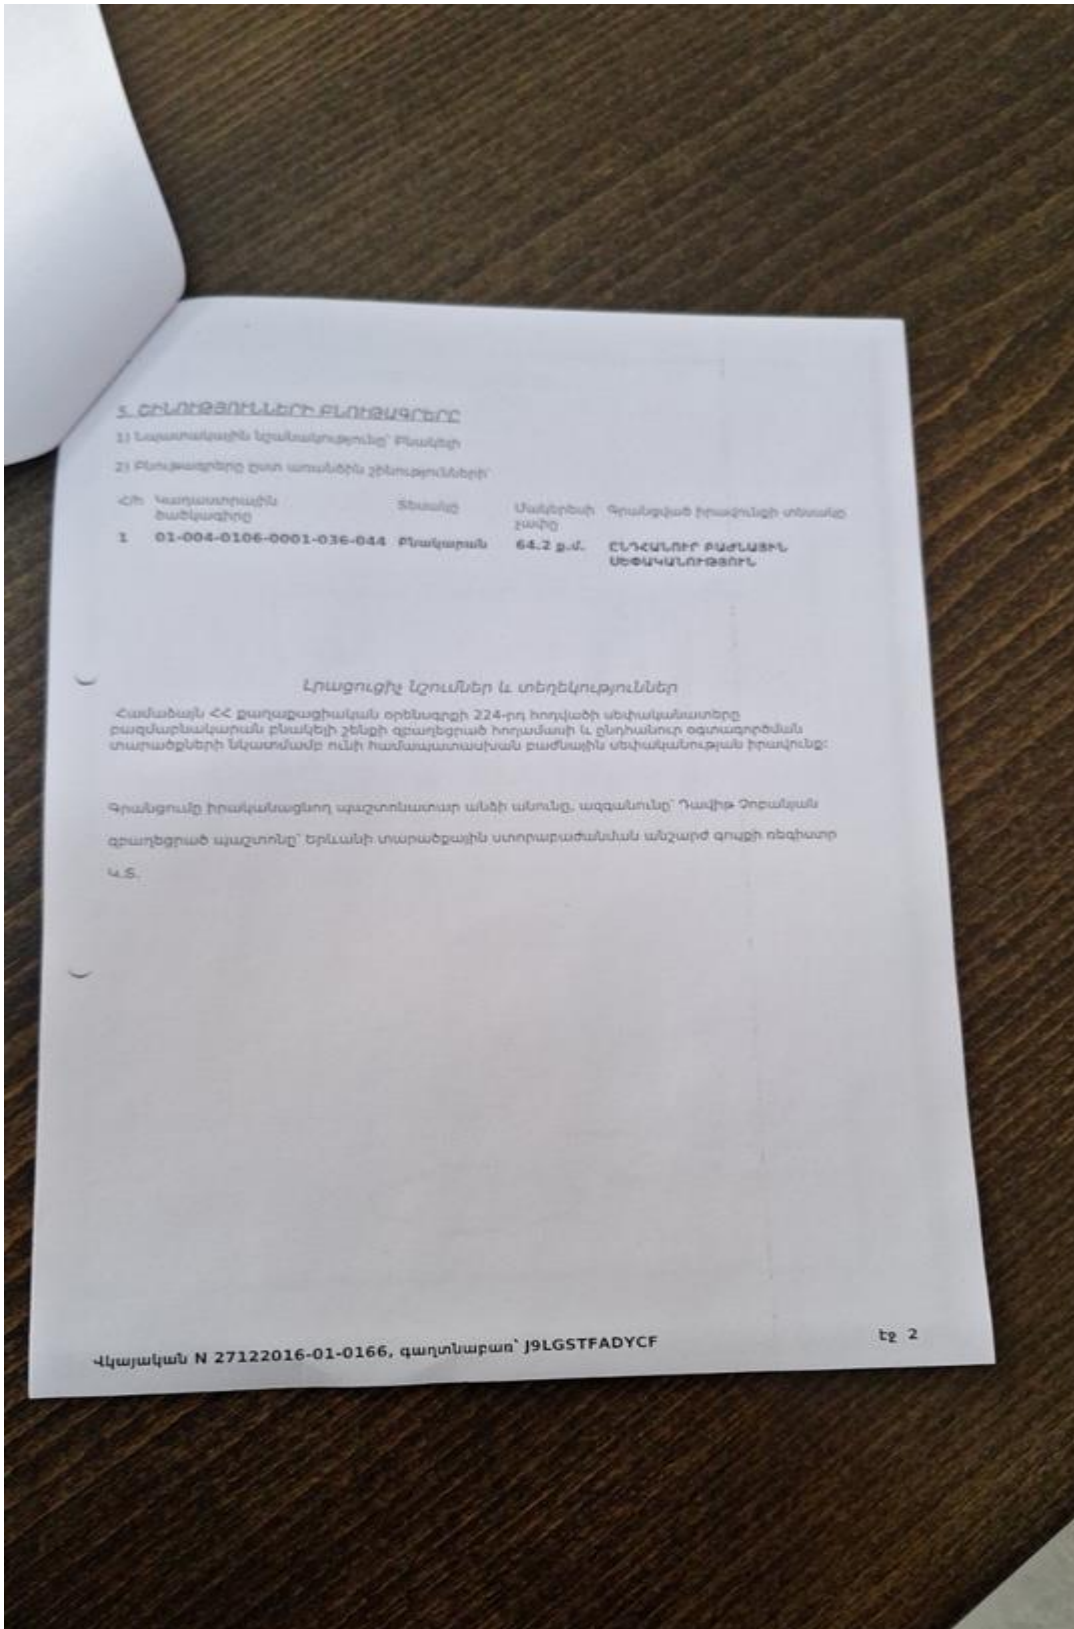 5. ՇԻՆՈՒԹՅՈՒՆՆԵՐԻ ԲՆՈՒԹԱԳՐԵՐԸ
1) Նպատակային նշանակությունը՝ Բնակելի
2) Բնութագրերը ըստ առանձին շինությունների՝
Հ/հ Կադաստրային ծածկագիրը Տեսակը Մակերեսի չափը Գրանցված իրավունքի տեսակը
1 01-004-0106-0001-036-044 Բնակարան 64.2 ք.մ. ԸՆԴՀԱՆՈՒՐ ԲԱԺՆԱՅԻՆ ՍԵՓԱԿԱՆՈՒԹՅՈՒՆ
Լրացուցիչ նշումներ և տեղեկություններ
Համաձայն ՀՀ քաղաքացիական օրենսգրքի 224-րդ հոդվածի սեփականատերը
բազմաբնակարան բնակելի շենքի զբաղեցրած հողամասի և ընդհանուր օգտագործման
տարածքների նկատմամբ ունի համապատասխան բաժնային սեփականության իրավունք:
Գրանցումը իրականացնող պաշտոնատար անձի անունը, ազգանունը՝ Դավիթ Չոբանյան
զբաղեցրած պաշտոնը՝ Երևանի տարածքային ստորաբաժանման անշարժ գույքի ռեգիստր
Կ.Տ.
Վկայական N 27122016-01-0166, գաղտնաբառ՝ J9LGSTFADYCF
էջ 2